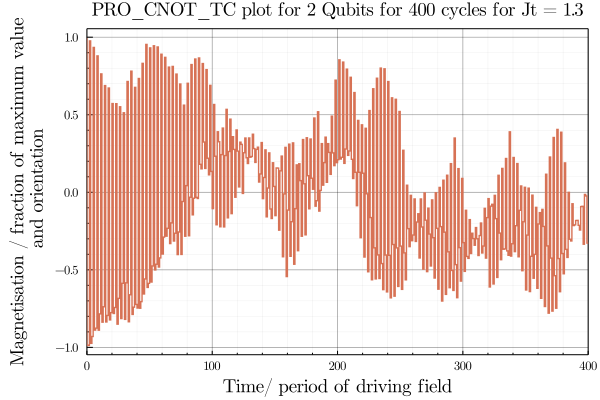 PRO_CNOT_TC plot for 2 Qubits for 400 cycles for Jt = 1.3
Magnetisation / fraction of maximum value
and orientation
1.0
0.5
0.0
−0.5
−1.0
0
100
200
300
400
Time/ period of driving field